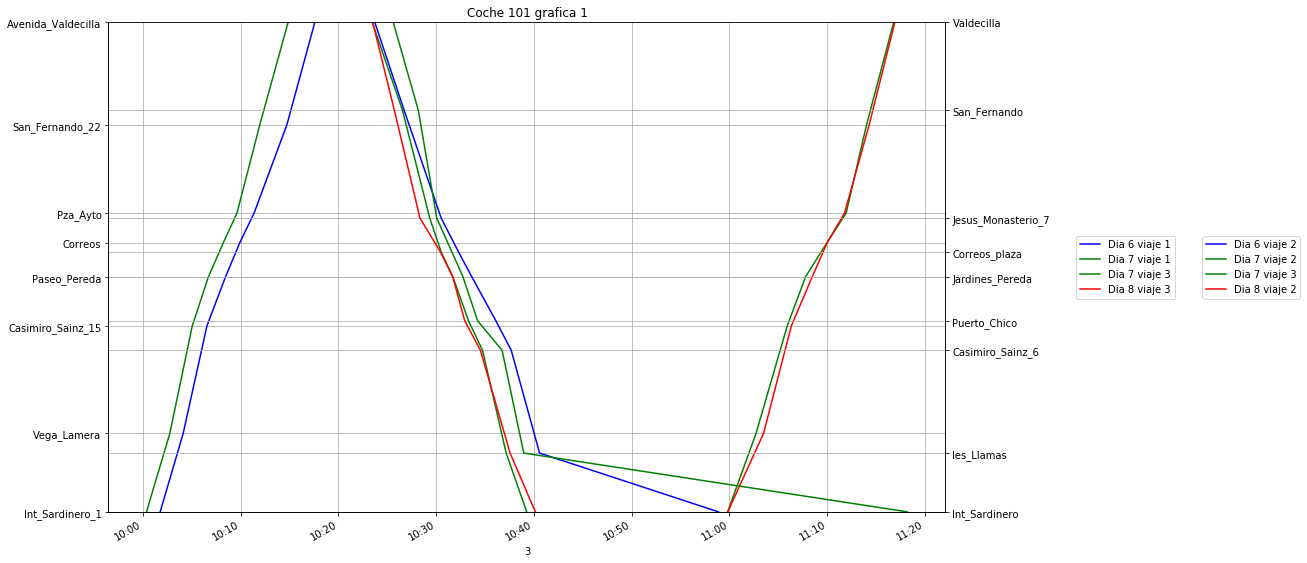 Coche 101 grafica 1
Avenida_Valdecilla
San_Fernando_22
Pza_Ayto
Correos
Paseo_Pereda
Casimiro_Sainz_15
Vega_Lamera
Int_Sardinero_1
Valdecilla
San_Fernando
Jesus_Monasterio_7
Correos_plaza
Jardines_Pereda
Puerto_Chico
Casimiro_Sainz_6
Ies_Llamas
Int_Sardinero
10:00
10:10
10:20
10:30
10:40
10:50
11:00
11:10
11:20
3
Dia 6 viaje 1
Dia 7 viaje 1
Dia 7 viaje 3
Dia 8 viaje 3
Dia 6 viaje 2
Dia 7 viaje 2
Dia 7 viaje 3
Dia 8 viaje 2